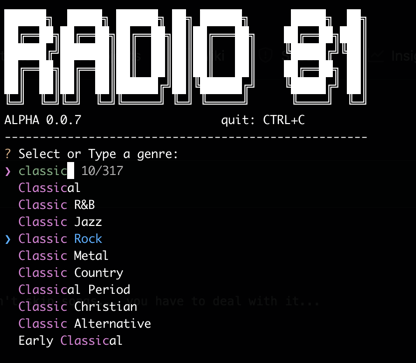 RADIO 81
ALPHA 0.0.7 quit: CTRL+C
----------------------------------------------------
? Select or Type a genre:
❯ classic 10/317
Classical
Classic R&B
Classic Jazz
❯ Classic Rock
Classic Metal
Classic Country
Classical Period
Classic Christian
Classic Alternative
Early Classical